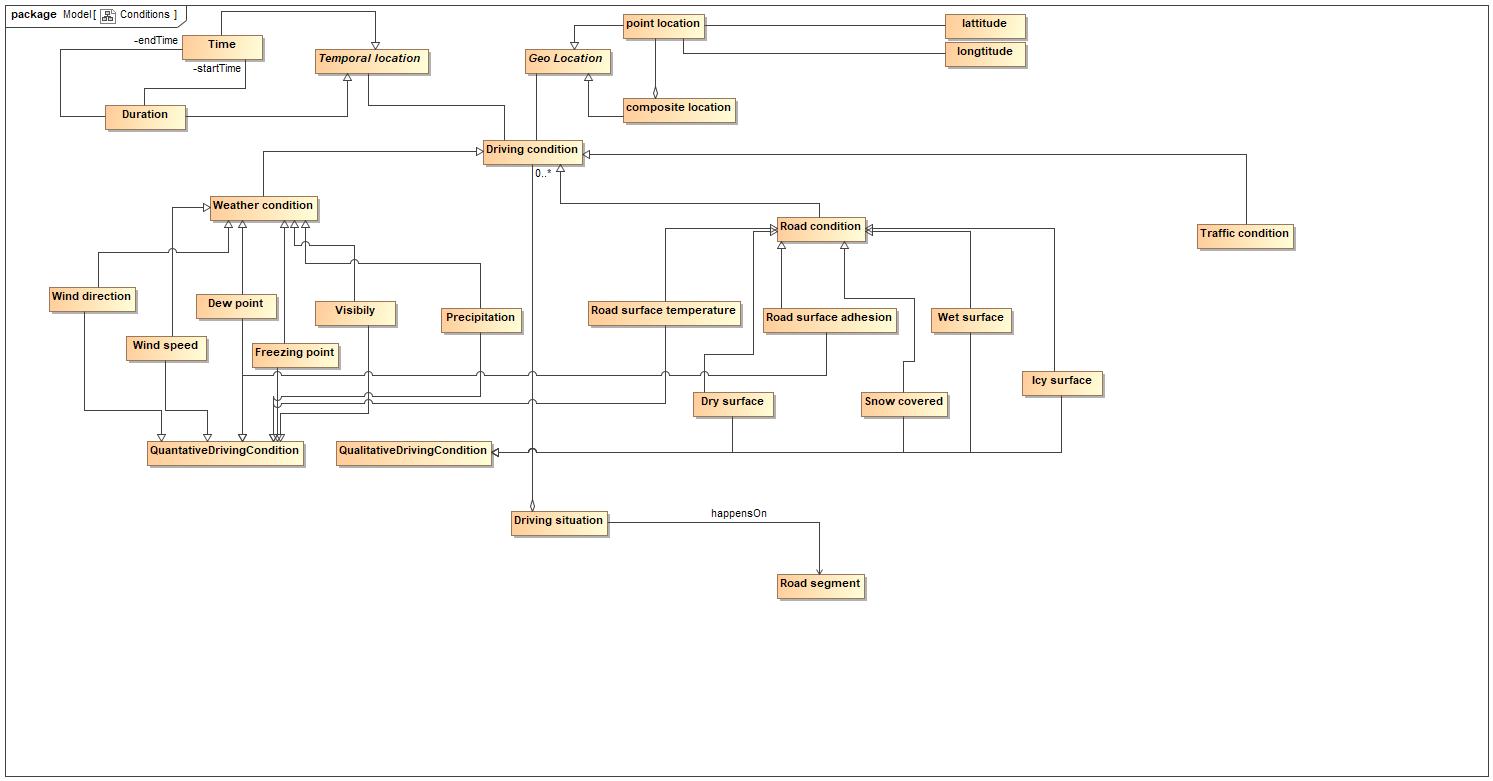 package Model[ Conditions ]
-endTime
Time
-startTime
Duration
Temporal location
Geo Location
point location
composite location
lattitude
longtitude
Driving condition
0..*
Weather condition
Road condition
Traffic condition
Wind direction
Wind speed
Dew point
Freezing point
Visibily
Precipitation
Road surface temperature
Road surface adhesion
Wet surface
Dry surface
Snow covered
Icy surface
QuantativeDrivingCondition
QualitativeDrivingCondition
Driving situation
happensOn
Road segment